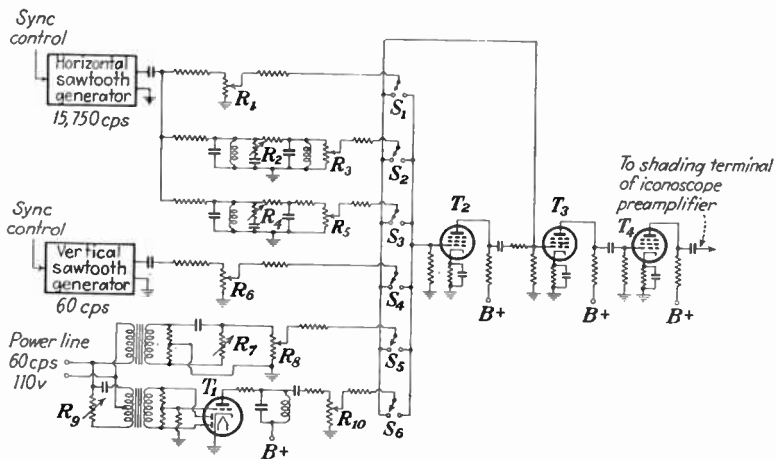 Sync
control
Horizontal
sawtooth
generator
15,750 cps
R1
S1
R2
R3
S2
R4
R5
S3
Sync
control
Vertical
sawtooth
generator
60 cps
R6
S4
Power line
60 cps
110v
R7
R8
S5
R9
T1
B+
R10
S6
T2
B+
T3
B+
T4
B+
To shading terminal
of iconoscope
preamplifier